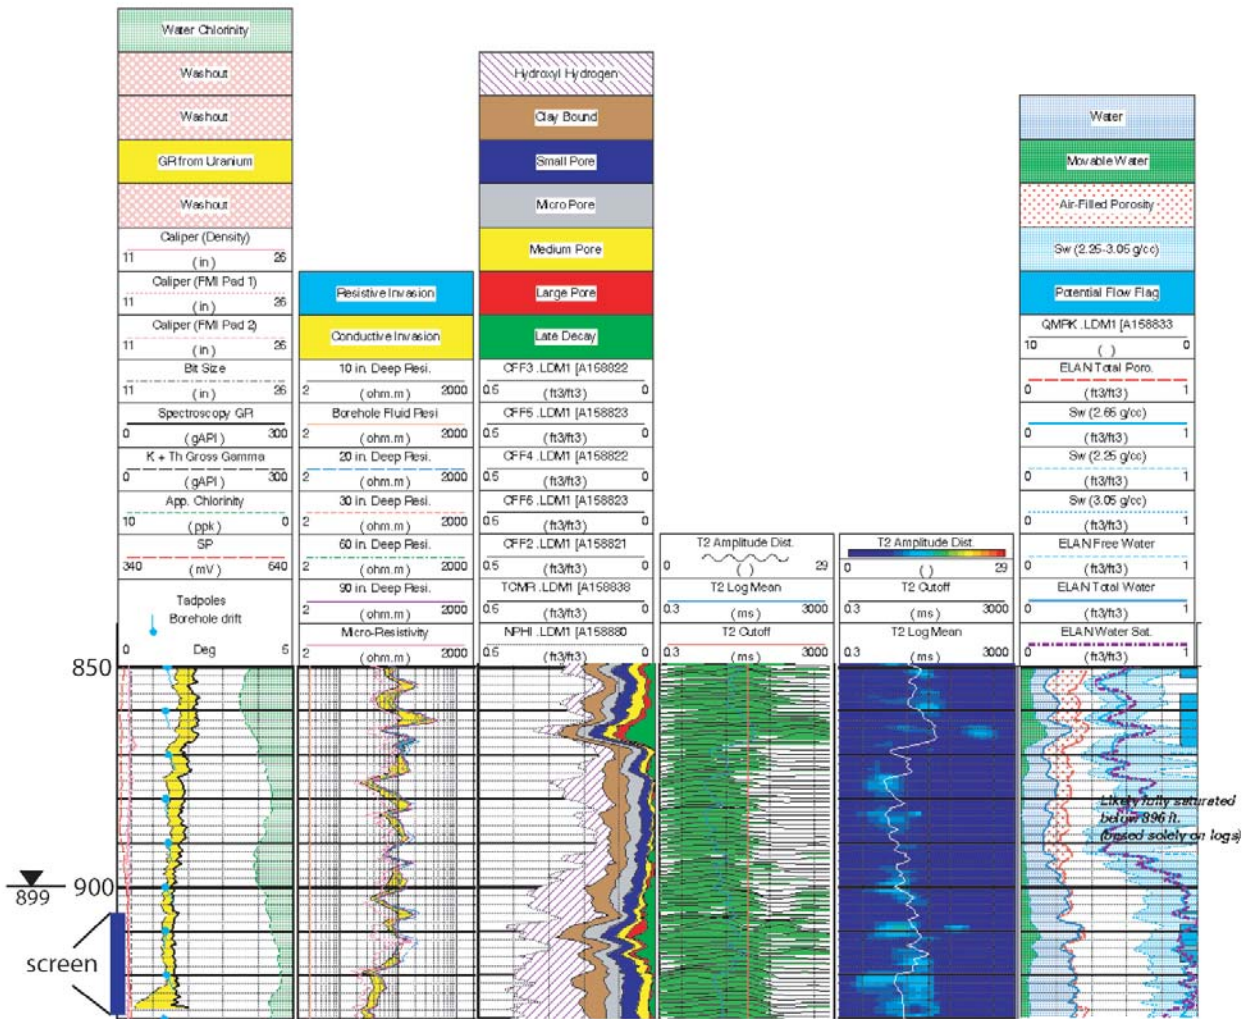 Water Chlorinity
Washout
Washout
GR from Uranium
Washout
Caliper (Density)
11 (in) 26
Caliper (FMI Pad 1)
11 (in) 26
Caliper (FMI Pad 2)
11 (in) 26
Bit Size
11 (in) 26
Spectroscopy GR
0 (gAPI) 300
K + Th Gross Gamma
0 (gAPI) 300
App. Chlorinity
10 (ppk) 0
SP
340 (mV) 640
Tadpoles
Borehole drift
0 Deg 6
Resistive Invasion
Conductive Invasion
10 in. Deep Resi.
2 (ohm.m) 2000
Borehole Fluid Resi
2 (ohm.m) 2000
20 in. Deep Resi.
2 (ohm.m) 2000
30 in. Deep Resi.
2 (ohm.m) 2000
60 in. Deep Resi.
2 (ohm.m) 2000
90 in. Deep Resi.
2 (ohm.m) 2000
Micro-Resistivity
2 (ohm.m) 2000
Hydroxyl Hydrogen
Clay Bound
Small Pore
Micro Pore
Medium Pore
Large Pore
Late Decay
CFF3 .LDM1 [A158822
0.5 (ft3/ft3) 0
CFF5 .LDM1 [A158823
0.5 (ft3/ft3) 0
CFF4 .LDM1 [A158822
0.5 (ft3/ft3) 0
CFF6 .LDM1 [A158823
0.5 (ft3/ft3) 0
CFF2 .LDM1 [A158821
0.5 (ft3/ft3) 0
TCMR .LDM1 [A158838
0.5 (ft3/ft3) 0
NPHI .LDM1 [A158880
0.5 (ft3/ft3) 0
T2 Amplitude Dist.
0 ( ) 29
T2 Log Mean
0.3 (ms) 3000
T2 Cutoff
0.3 (ms) 3000
T2 Amplitude Dist.
0 ( ) 29
T2 Cutoff
0.3 (ms) 3000
T2 Log Mean
0.3 (ms) 3000
Water
Movable Water
Air-Filled Porosity
Sw (2.25-3.05 g/cc)
Potential Flow Flag
QMRK .LDM1 [A158833
10 ( ) 0
ELAN Total Poro.
0 (ft3/ft3) 1
Sw (2.65 g/cc)
0 (ft3/ft3) 1
Sw (2.25 g/cc)
0 (ft3/ft3) 1
Sw (3.05 g/cc)
0 (ft3/ft3) 1
ELAN Free Water
0 (ft3/ft3) 1
ELAN Total Water
0 (ft3/ft3) 1
ELAN Water Sat.
0 (ft3/ft3) 1
850
Likely fully saturated
below 896 ft.
(based solely on logs)
900
899
screen